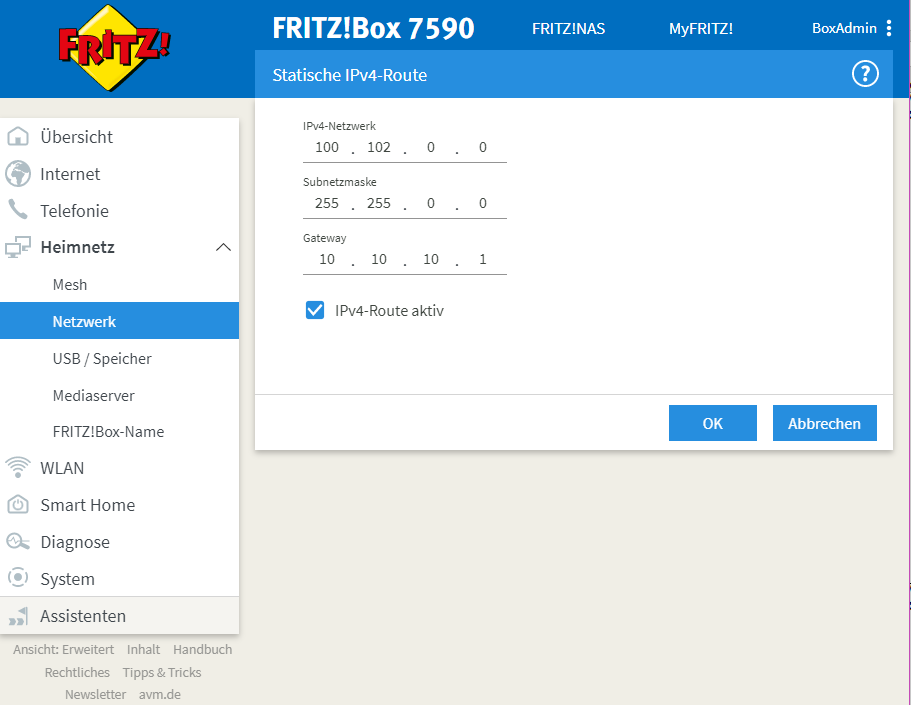 FRITZ!
FRITZ!Box 7590
FRITZ!NAS
MyFRITZ!
BoxAdmin
Statische IPv4-Route
?
Übersicht
Internet
Telefonie
Heimnetz
Mesh
Netzwerk
USB / Speicher
Mediaserver
FRITZ!Box-Name
WLAN
Smart Home
Diagnose
System
Assistenten
Ansicht: Erweitert Inhalt Handbuch
Rechtliches Tipps & Tricks
Newsletter avm.de
IPv4-Netzwerk
100 . 102 . 0 . 0
Subnetzmaske
255 . 255 . 0 . 0
Gateway
10 . 10 . 10 . 1
IPv4-Route aktiv
OK
Abbrechen